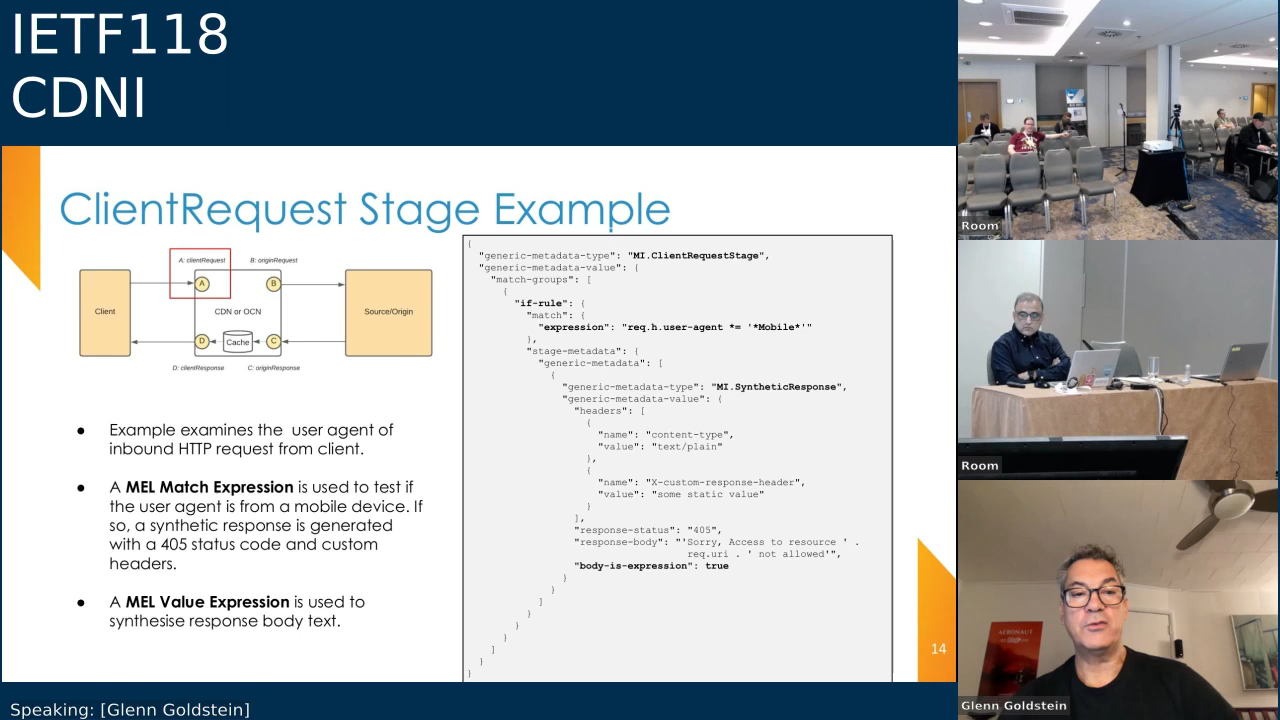 IETF118
CDNI
ClientRequest Stage Example
A: clientRequest
B: originRequest
A
B
Client
CDN or OCN
Source/Origin
D
Cache
C
D: clientResponse
C: originResponse
● Example examines the user agent of
inbound HTTP request from client.
● A MEL Match Expression is used to test if
the user agent is from a mobile device. If
so, a synthetic response is generated
with a 405 status code and custom
headers.
● A MEL Value Expression is used to
synthesise response body text.
{
"generic-metadata-type": "MI.ClientRequestStage",
"generic-metadata-value": {
"match-groups": [
{
"if-rule": {
"match": {
"expression": "req.h.user-agent *= '*Mobile*'"
},
"stage-metadata": {
"generic-metadata": [
{
"generic-metadata-type": "MI.SyntheticResponse",
"generic-metadata-value": {
"headers": [
{
"name": "content-type",
"value": "text/plain"
},
{
"name": "X-custom-response-header",
"value": "some static value"
}
],
"response-status": "405",
"response-body": "'Sorry, Access to resource ' .
req.uri . ' not allowed'",
"body-is-expression": true
}
}
]
}
}
}
]
}
}
14
Room
Room
AERONAUT
Glenn Goldstein
Speaking: [Glenn Goldstein]